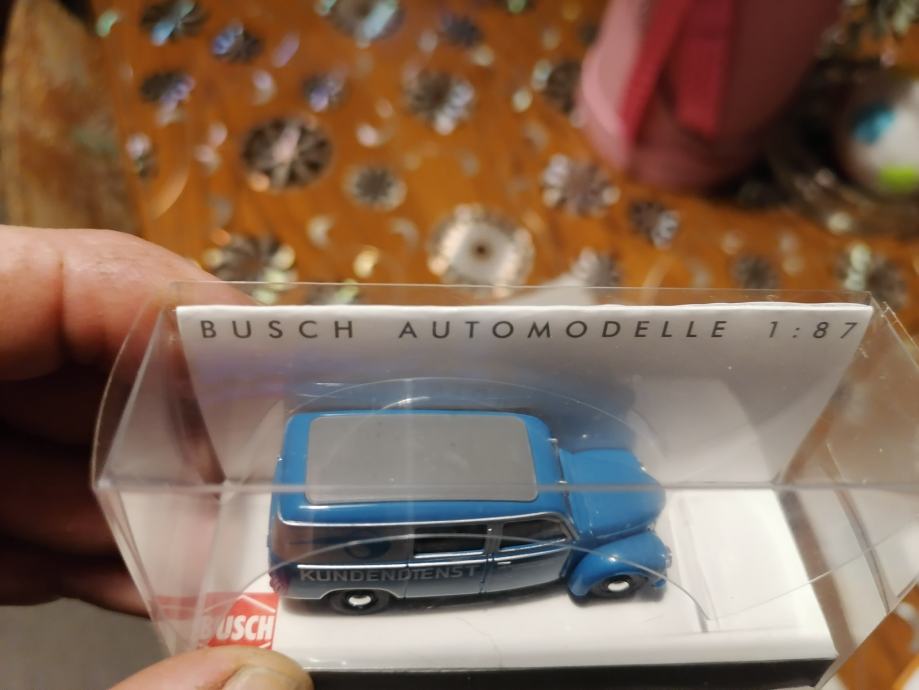 BUSCH AUTOMODELLE 1:87
KUNDENDIENST
BUSCH